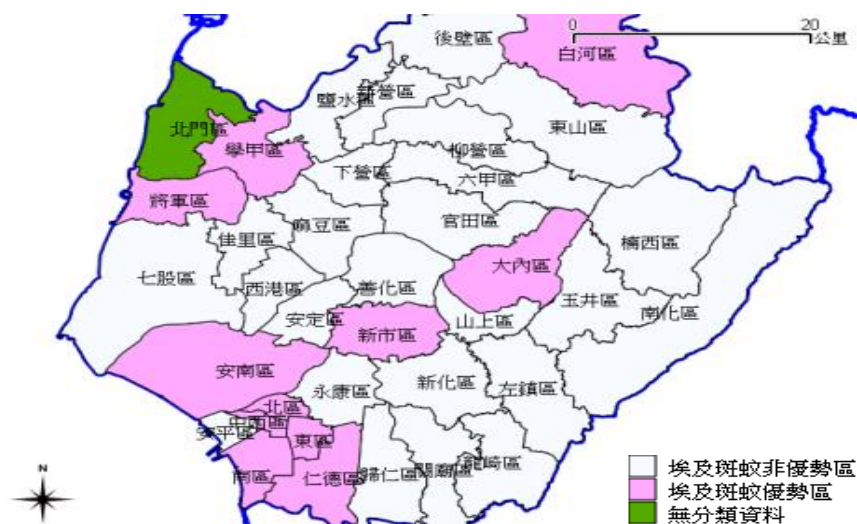 0 20
公里
後壁區
白河區
新營區
鹽水區
東山區
北門區
學甲區
柳營區
下營區
六甲區
將軍區
官田區
麻豆區
佳里區
楠西區
大內區
七股區
西港區
善化區
玉井區
南化區
安定區
山上區
新市區
安南區
永康區
新化區
左鎮區
北區
中西區
安平區
東區
南區
仁德區
歸仁區
關廟區
龍崎區
N
埃及斑蚊非優勢區
埃及斑蚊優勢區
無分類資料